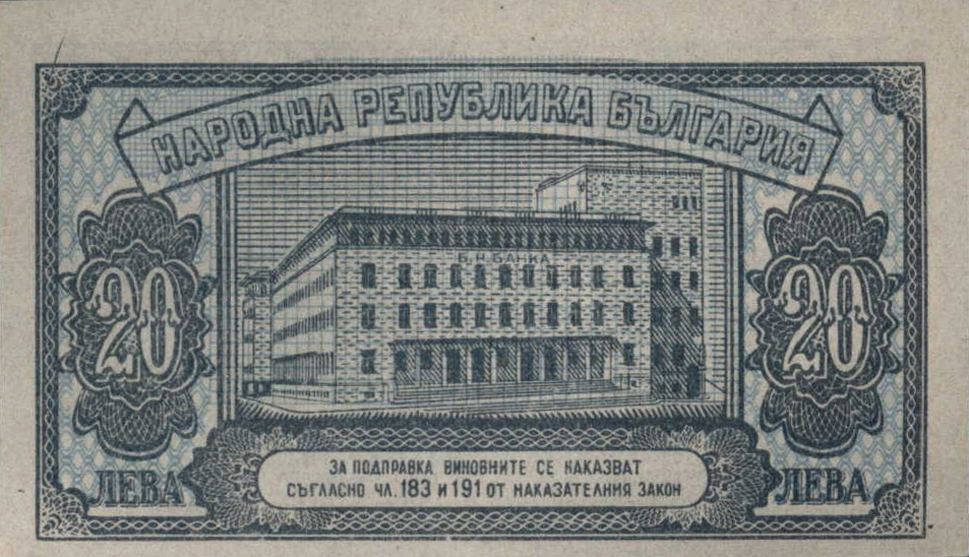 НАРОДНА РЕПУБЛИКА БЪЛГАРИЯ
Б.Н.БАНКА
20
20
ЛЕВА
ЛЕВА
ЗА ПОДПРАВКА ВИНОВНИТЕ СЕ НАКАЗВАТ
СЪГЛАСНО ЧЛ. 183 И 191 ОТ НАКАЗАТЕЛНИЯ ЗАКОН